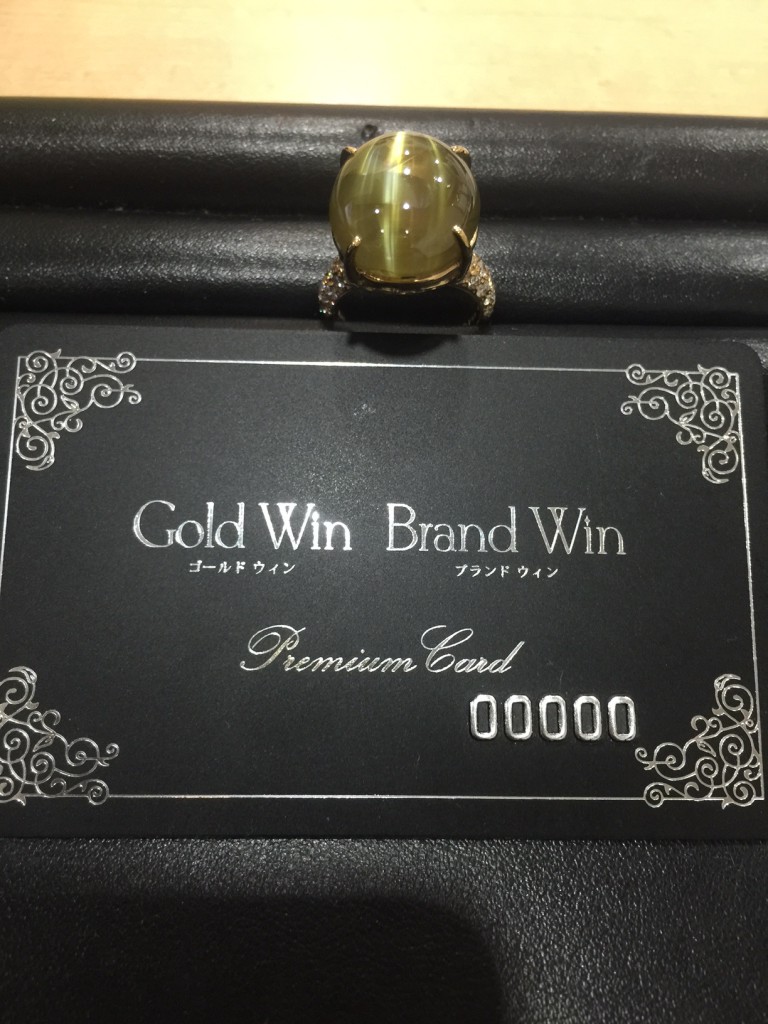 Gold Win Brand Win
ゴールド ウィン ブランド ウィン
Premium Card
00000